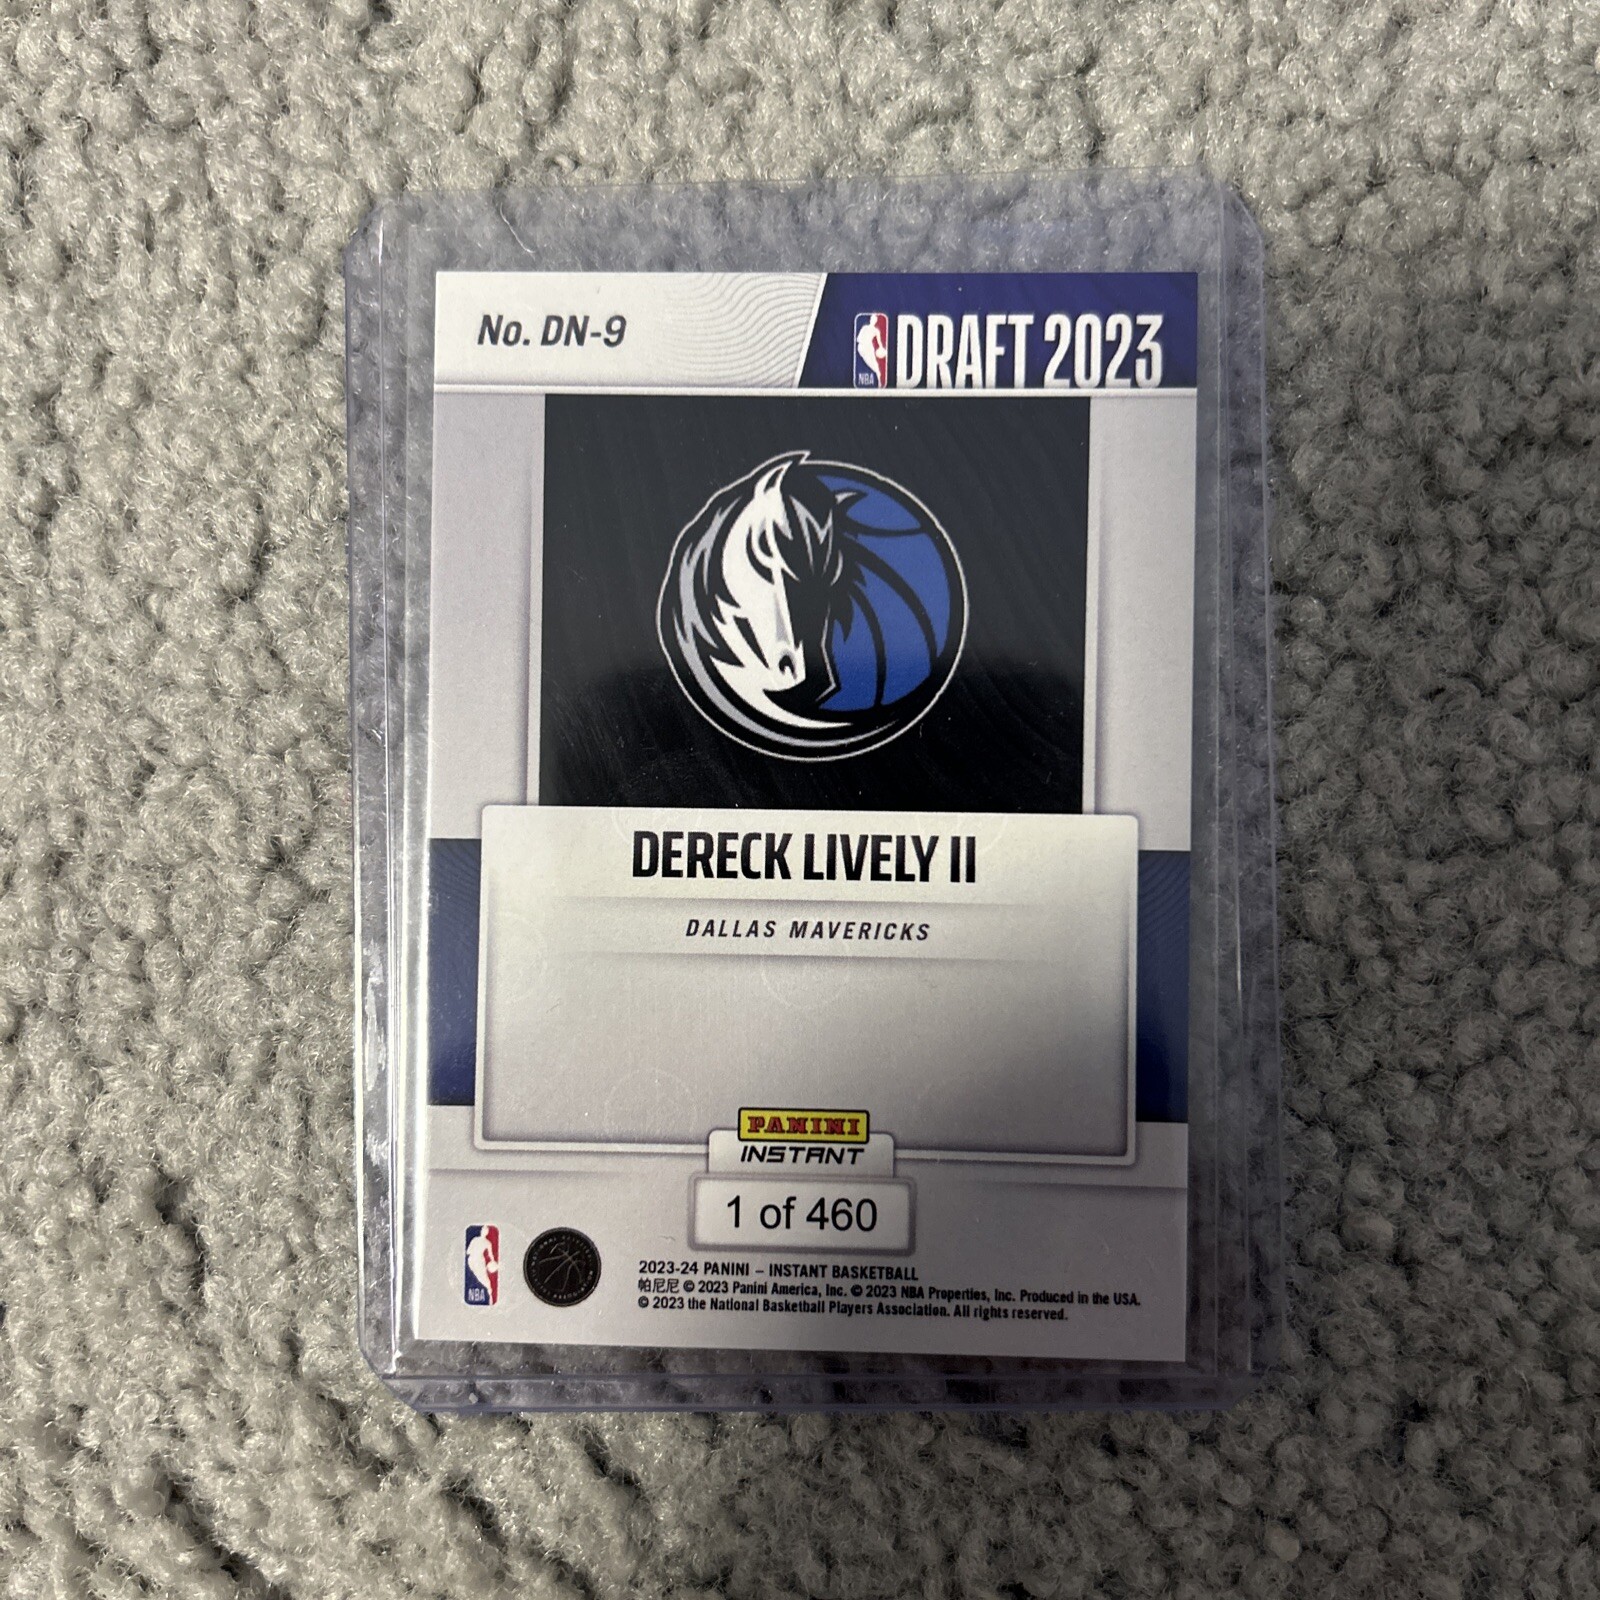 No. DN-9
NBA DRAFT 2023
DERECK LIVELY II
DALLAS MAVERICKS
PANINI
INSTANT
1 of 460
NBA
2023-24 PANINI – INSTANT BASKETBALL
帕尼尼 © 2023 Panini America, Inc. © 2023 NBA Properties, Inc. Produced in the USA.
© 2023 the National Basketball Players Association. All rights reserved.